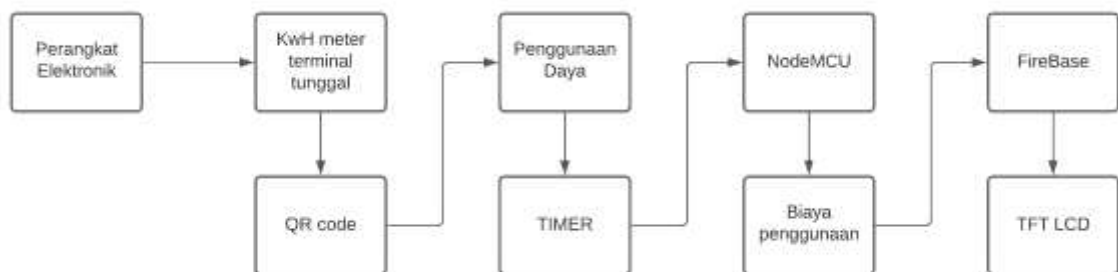 Perangkat
Elektronik
KwH meter
terminal
tunggal
Penggunaan
Daya
NodeMCU
FireBase
QR code
TIMER
Biaya
penggunaan
TFT LCD